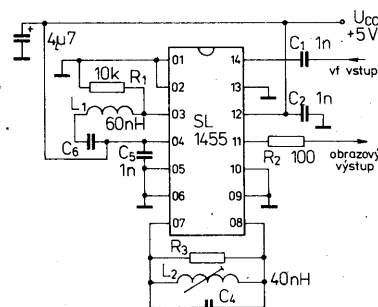 U_CC
+5V
4µ7
C1 1n
vf vstup
10k R1
L1
60nH
C6
C5
1n
01
02
03
04
05
06
07
SL
1455
14
13
12
11
10
09
08
C2 1n
R2 100
obrazový
výstup
R3
L2
40nH
C4